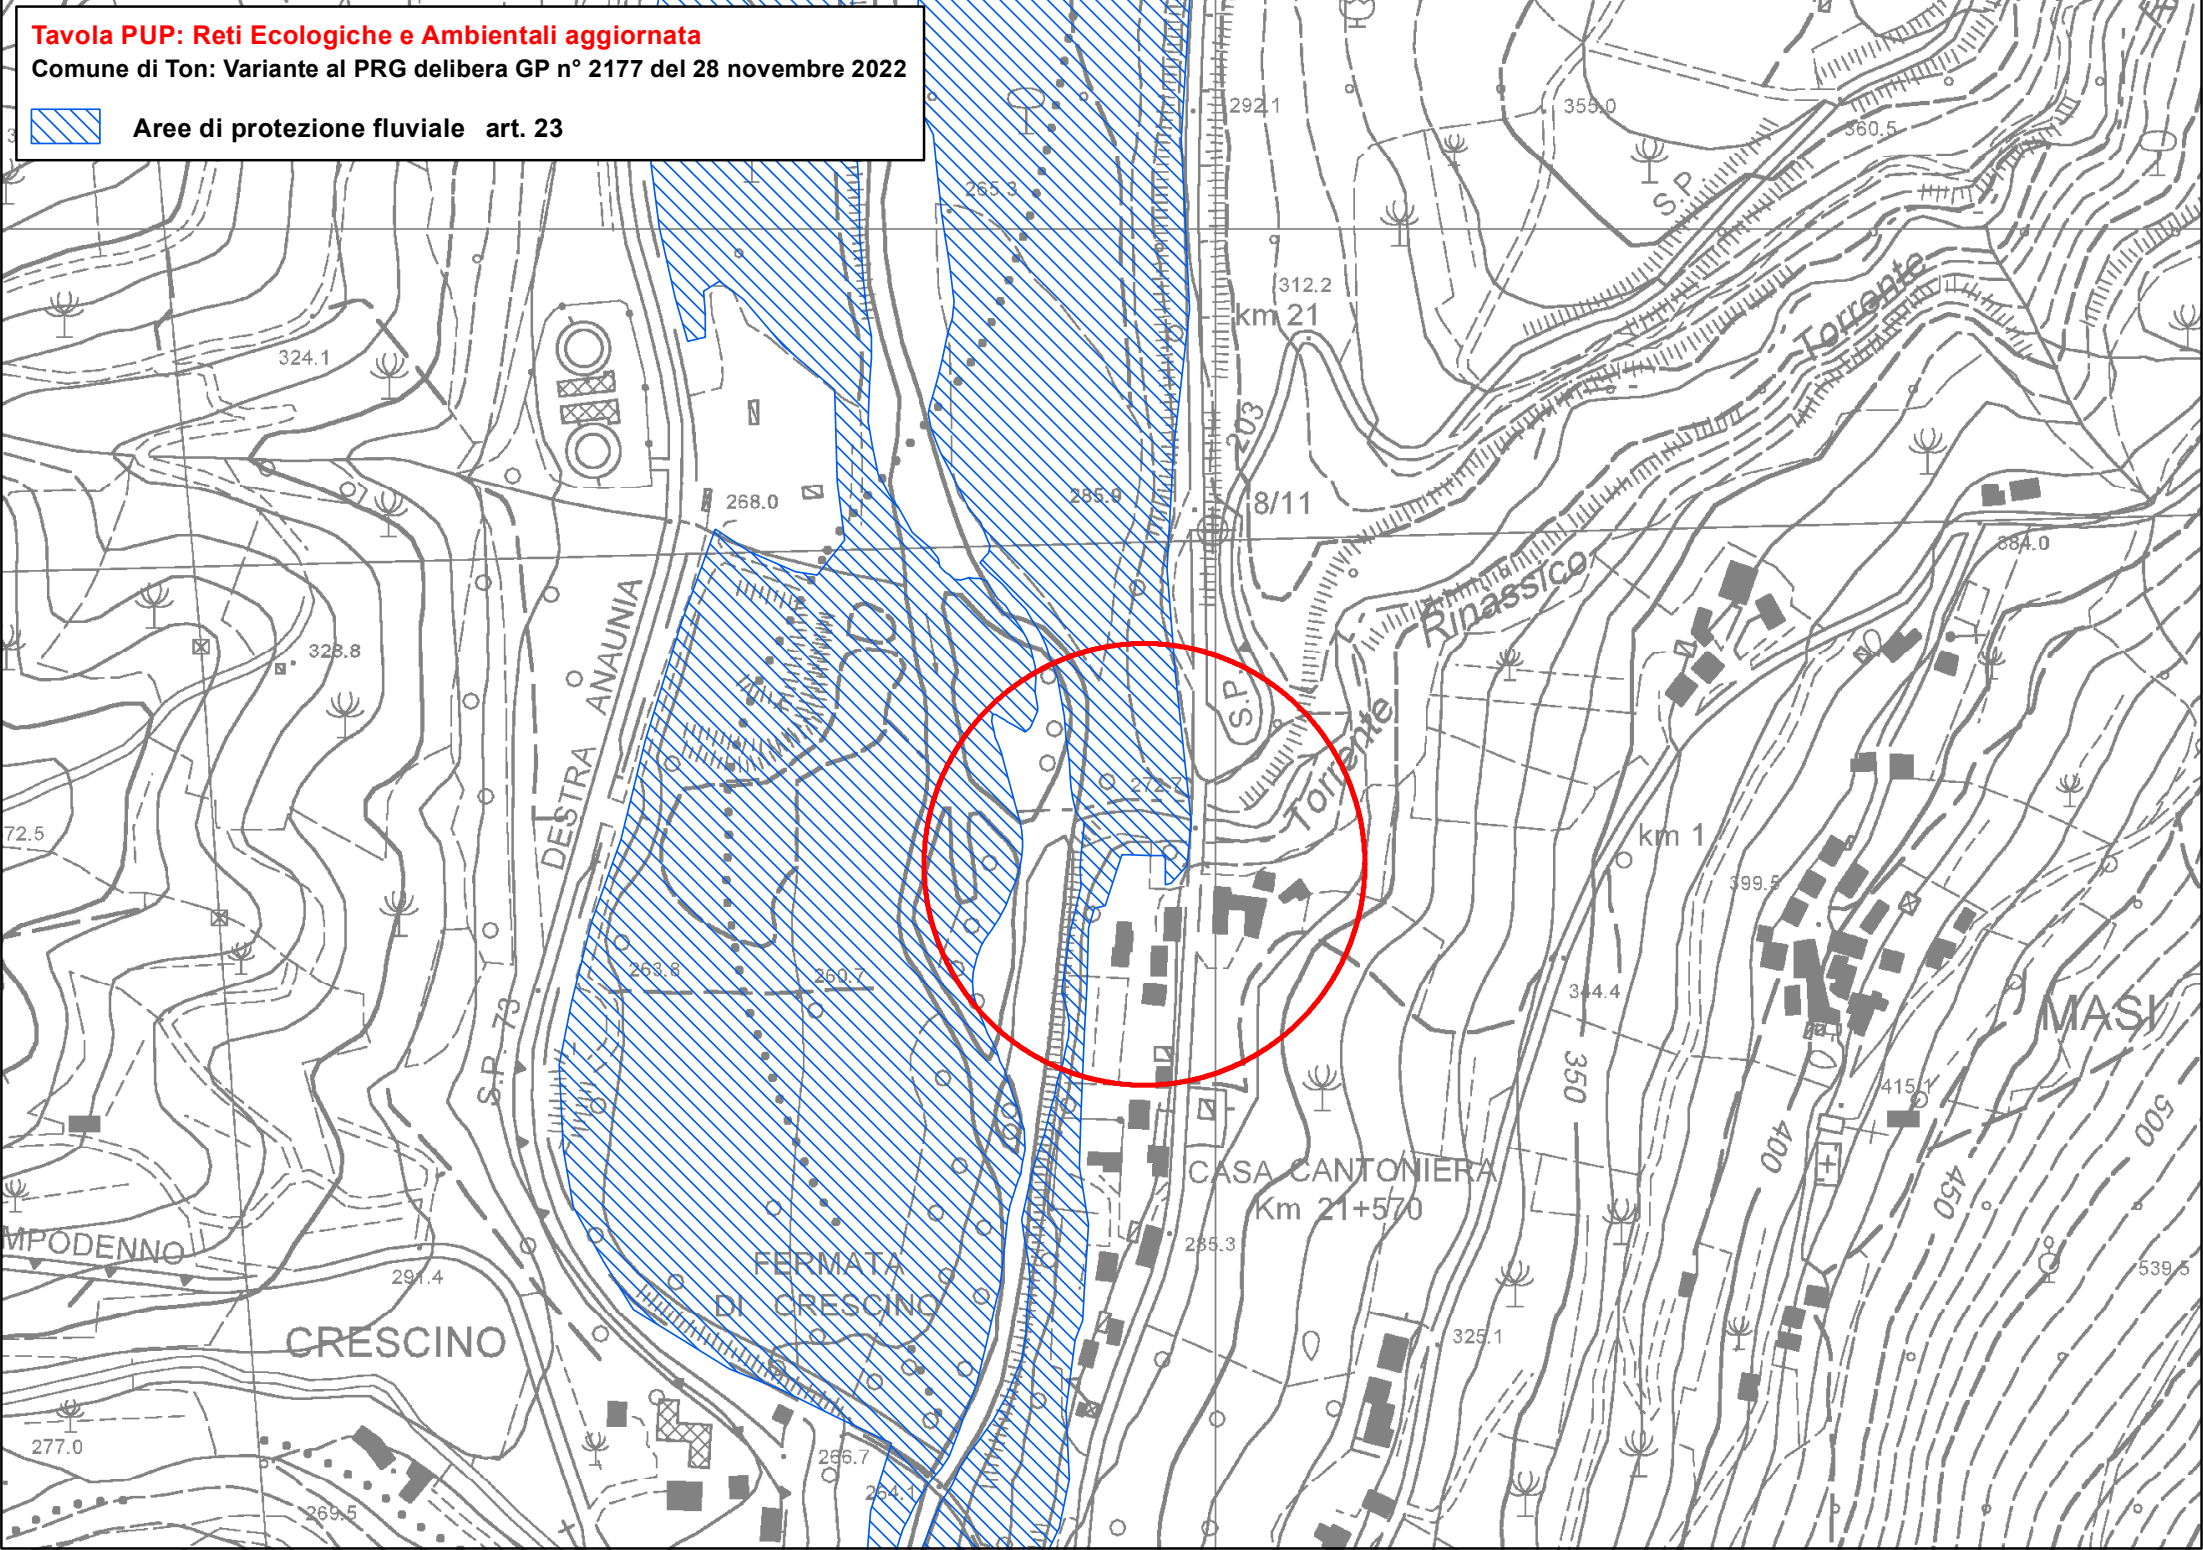 Tavola PUP: Reti Ecologiche e Ambientali aggiornata
Comune di Ton: Variante al PRG delibera GP n° 2177 del 28 novembre 2022
Aree di protezione fluviale art. 23
292.1
355.0
360.5
265.3
S.P.
312.2
km 21
Torrente
324.1
203
268.0
285.9
8/11
384.0
Rinassico
328.8
DESTRA ANAUNIA
S.P.
Torrente
272.7
72.5
km 1
399.5
263.8
260.7
344.4
S.P. 73
MASI
350
415.1
500
400
450
CASA CANTONIERA
Km 21+570
MPODENNO
285.3
291.4
FERMATA
DI CRESCINO
539.5
CRESCINO
325.1
277.0
266.7
264.1
269.5